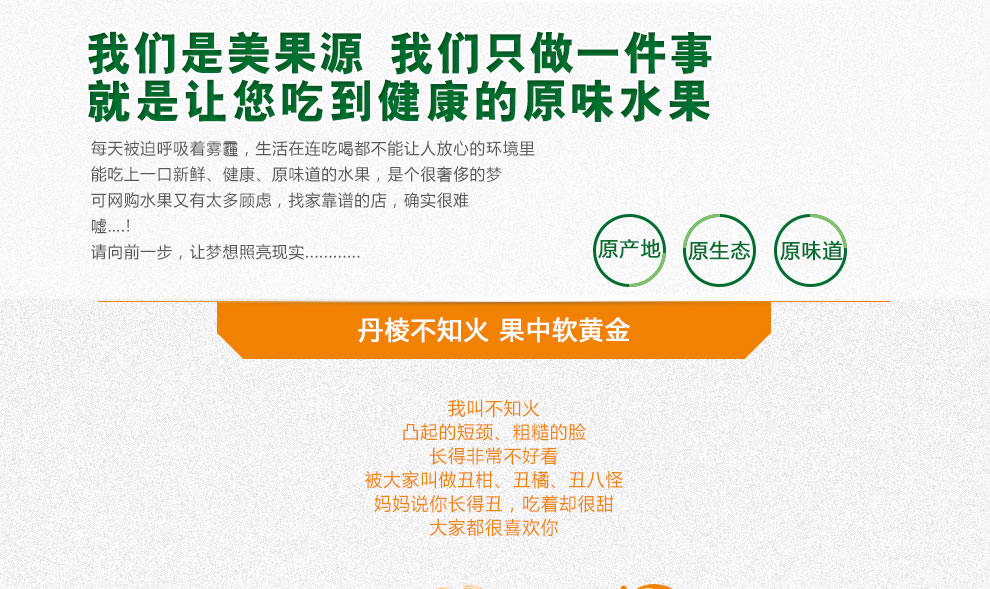 我们是美果源 我们只做一件事
就是让您吃到健康的原味水果
每天被迫呼吸着雾霾，生活在连吃喝都不能让人放心的环境里
能吃上一口新鲜、健康、原味道的水果，是个很奢侈的梦
可网购水果又有太多顾虑，找家靠谱的店，确实很难
嘘....!
请向前一步，让梦想照亮现实............
原产地 原生态 原味道
丹棱不知火 果中软黄金
我叫不知火
凸起的短颈、粗糙的脸
长得非常不好看
被大家叫做丑柑、丑橘、丑八怪
妈妈说你长得丑，吃着却很甜
大家都很喜欢你